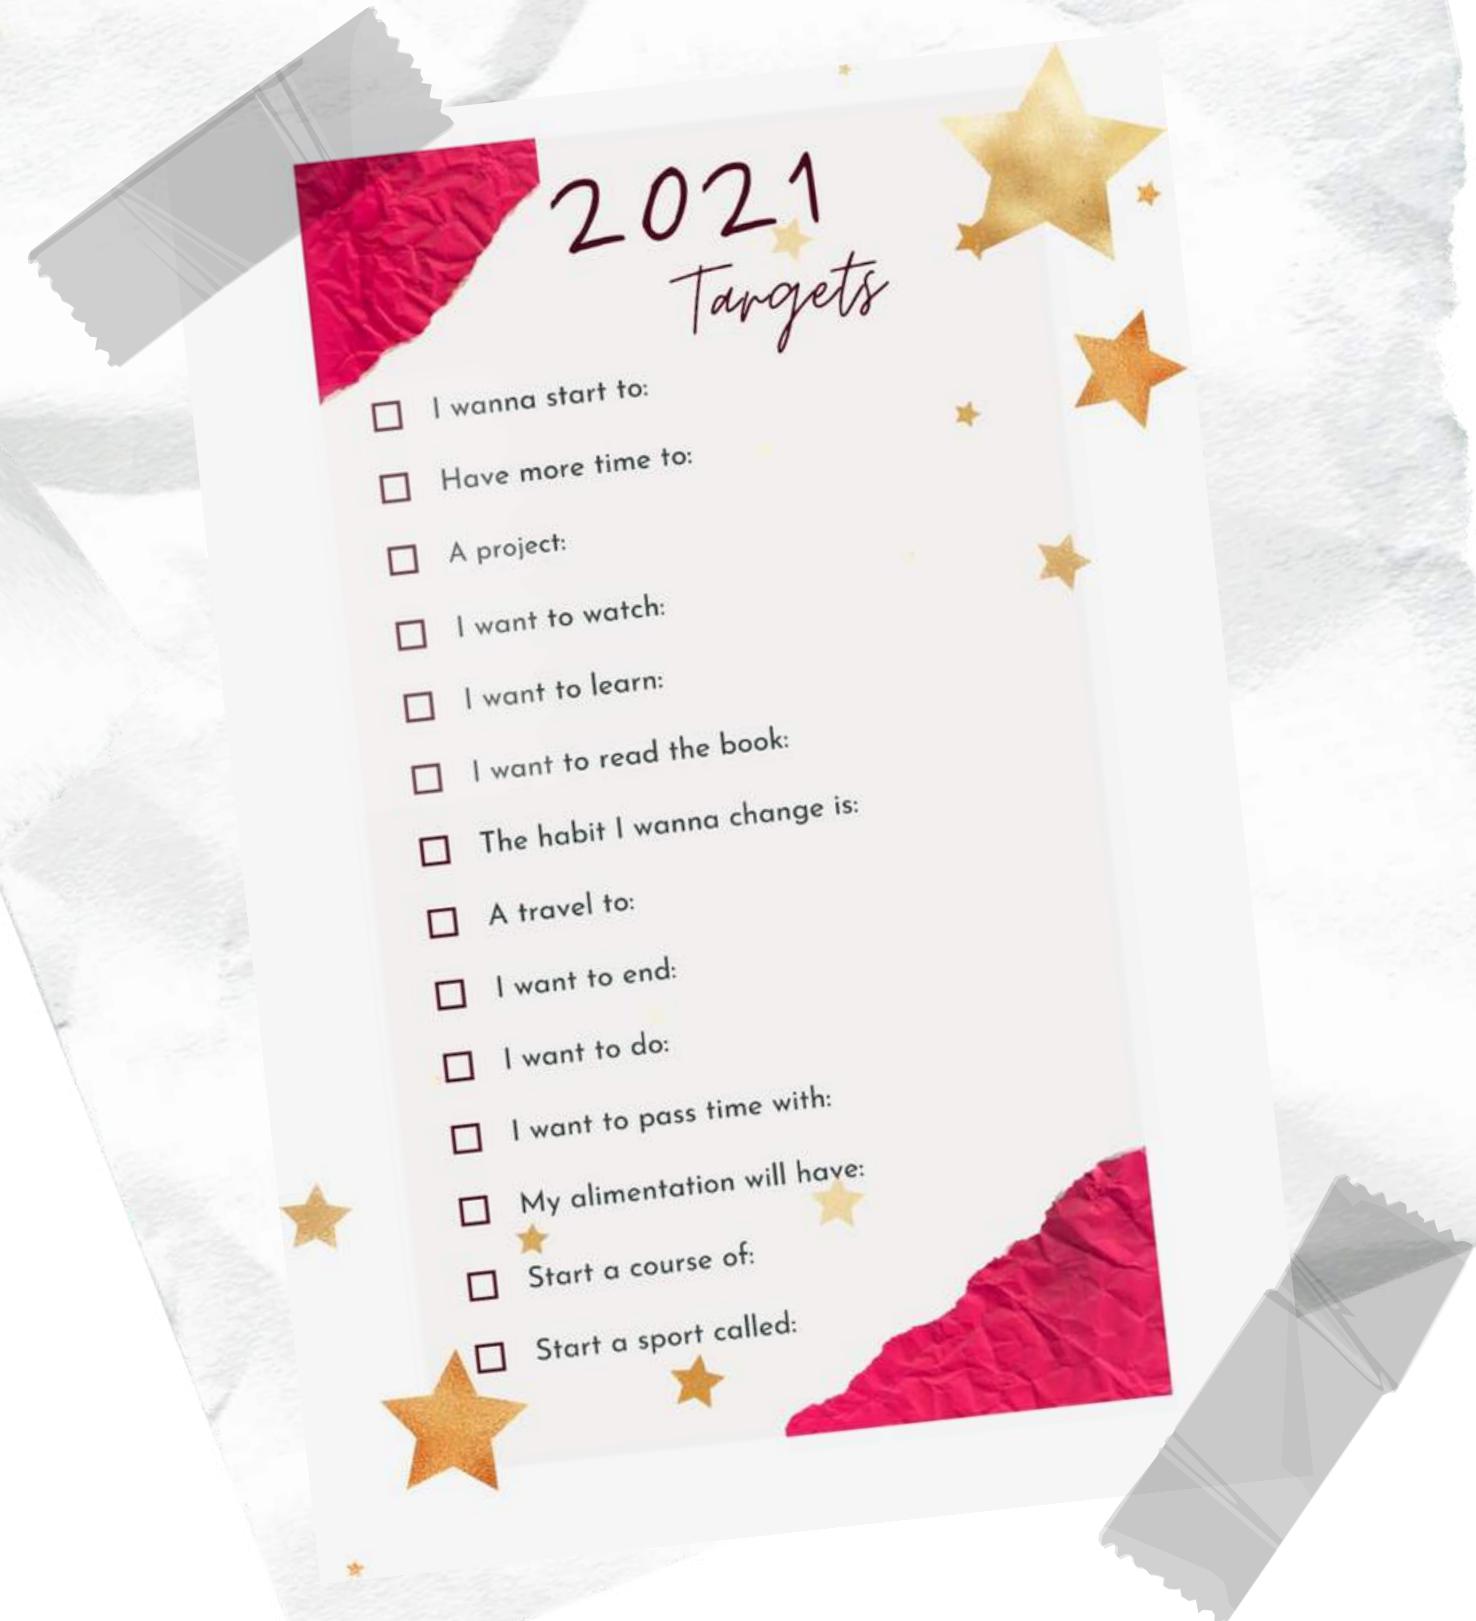 2021
Targets
I wanna start to:
Have more time to:
A project:
I want to watch:
I want to learn:
I want to read the book:
The habit I wanna change is:
A travel to:
I want to end:
I want to do:
I want to pass time with:
My alimentation will have:
Start a course of:
Start a sport called: